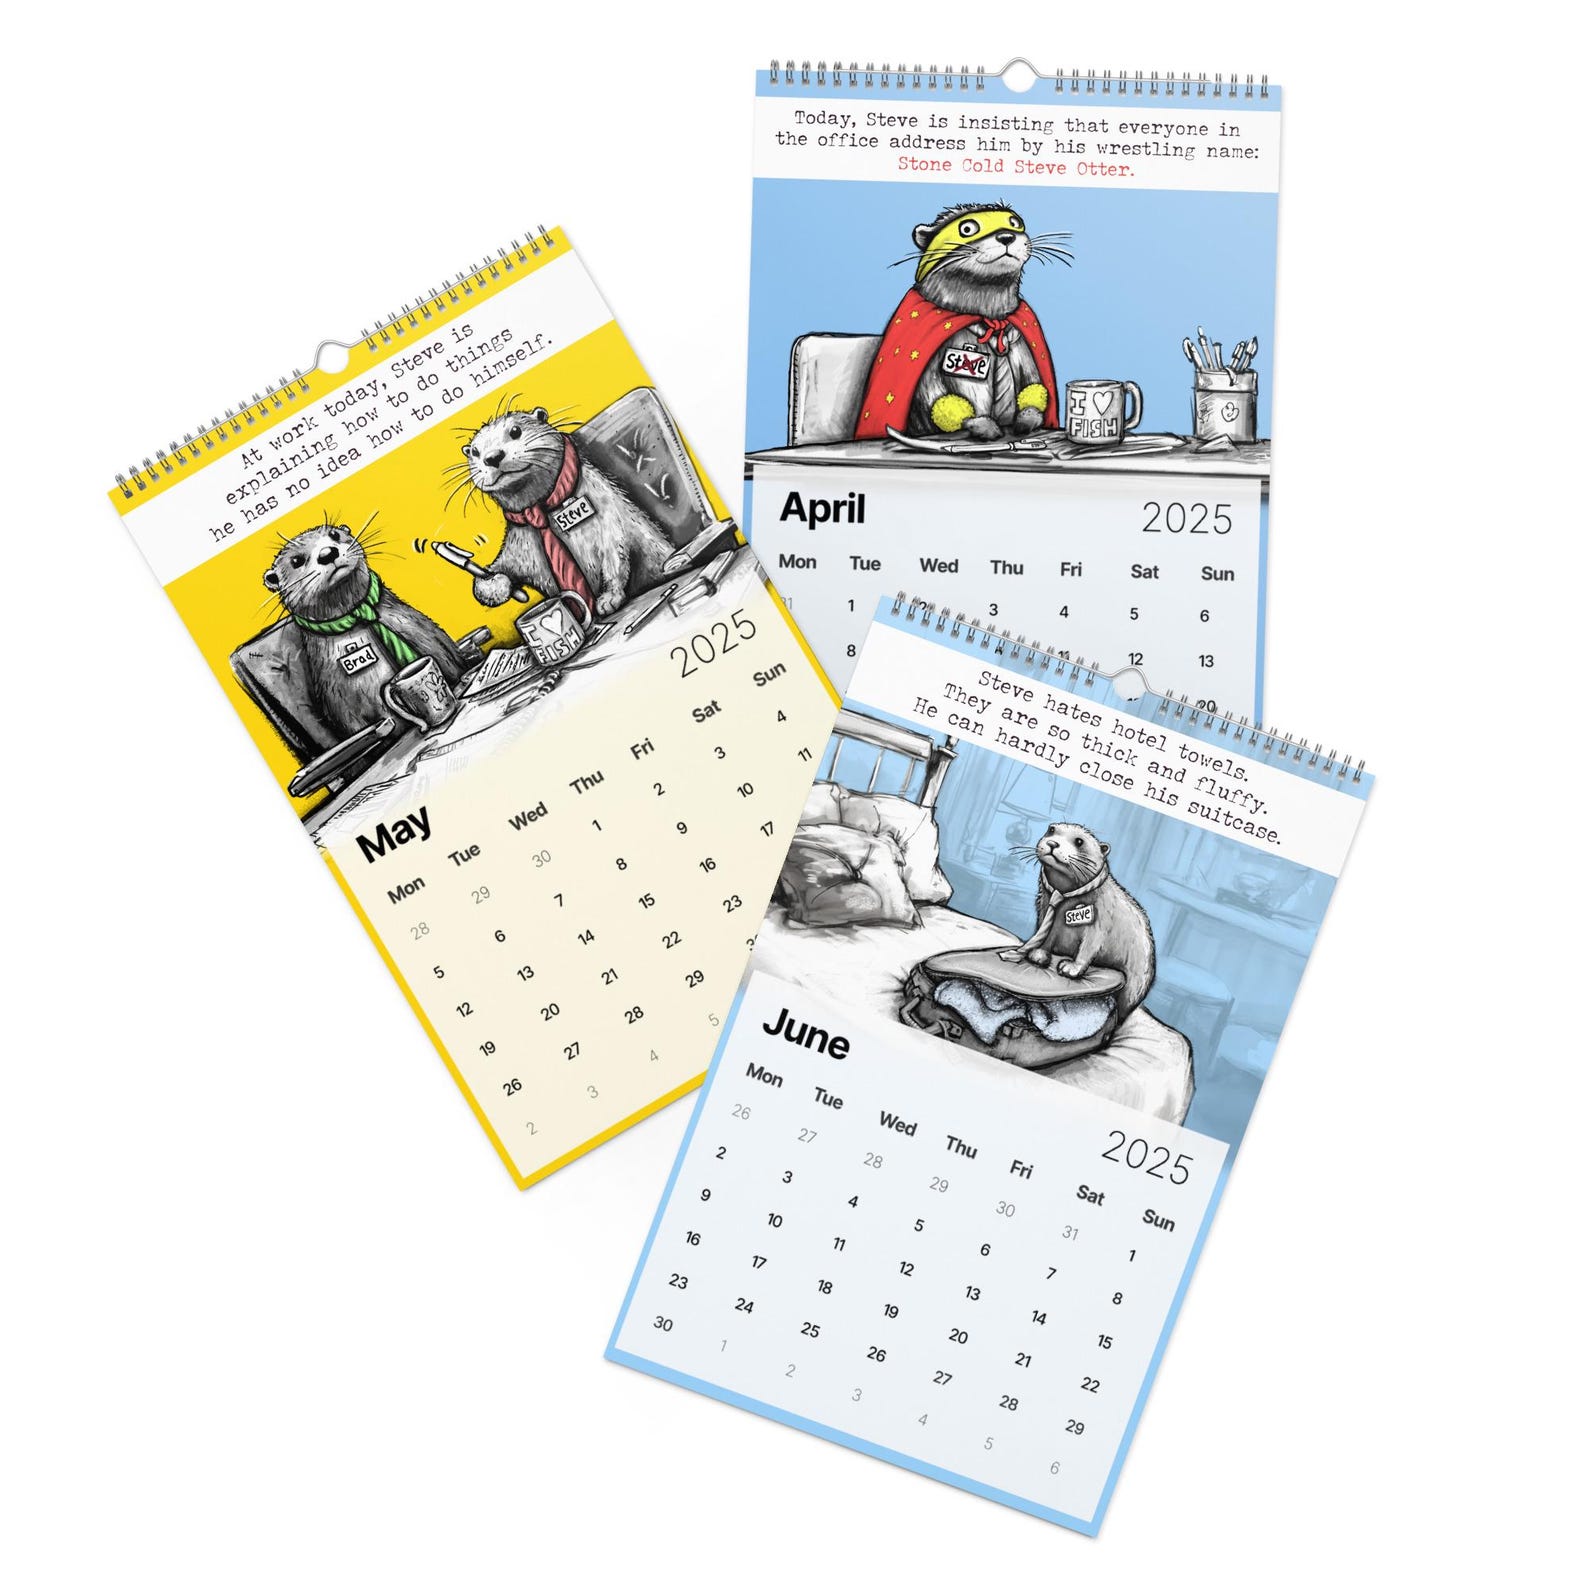 Today, Steve is insisting that everyone in
the office address him by his wrestling name:
Stone Cold Steve Otter.
Steve
I ♡
FISH
April 2025
Mon Tue Wed Thu Fri Sat Sun
31 1 2 3 4 5 6
8 11 12 13
20
At work today, Steve is
explaining how to do things
he has no idea how to do himself.
Steve
Brad
I ♡
FISH
May 2025
Mon Tue Wed Thu Fri Sat Sun
28 29 30 1 2 3 4
5 6 7 8 9 10 11
12 13 14 15 16 17
19 20 21 22 23
26 27 28 29
2 3 4 5
Steve hates hotel towels.
They are so thick and fluffy.
He can hardly close his suitcase.
Steve
June 2025
Mon Tue Wed Thu Fri Sat Sun
26 27 28 29 30 31 1
2 3 4 5 6 7 8
9 10 11 12 13 14 15
16 17 18 19 20 21 22
23 24 25 26 27 28 29
30 1 2 3 4 5 6